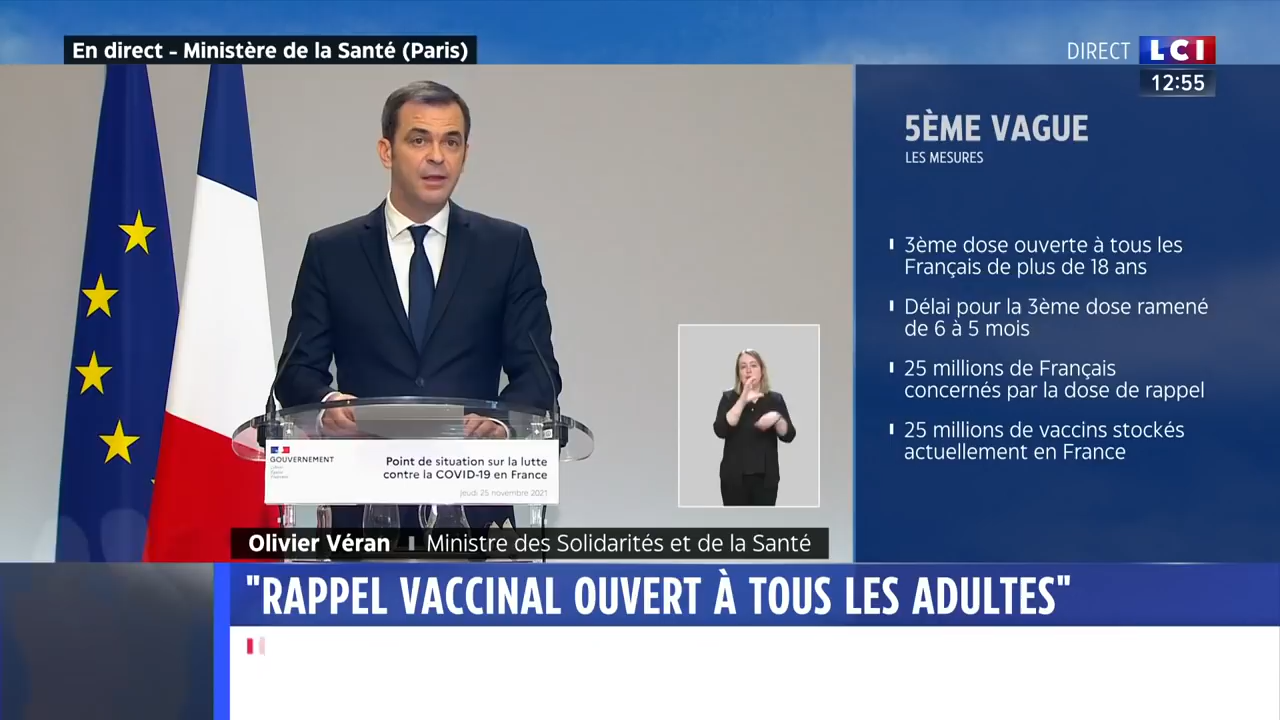 En direct - Ministère de la Santé (Paris)
DIRECT LCI
12:55
5ÈME VAGUE
LES MESURES
3ème dose ouverte à tous les
Français de plus de 18 ans
Délai pour la 3ème dose ramené
de 6 à 5 mois
25 millions de Français
concernés par la dose de rappel
25 millions de vaccins stockés
actuellement en France
GOUVERNEMENT
Point de situation sur la lutte
contre la COVID-19 en France
Jeudi 25 novembre 2021
Olivier Véran Ministre des Solidarités et de la Santé
"RAPPEL VACCINAL OUVERT À TOUS LES ADULTES"